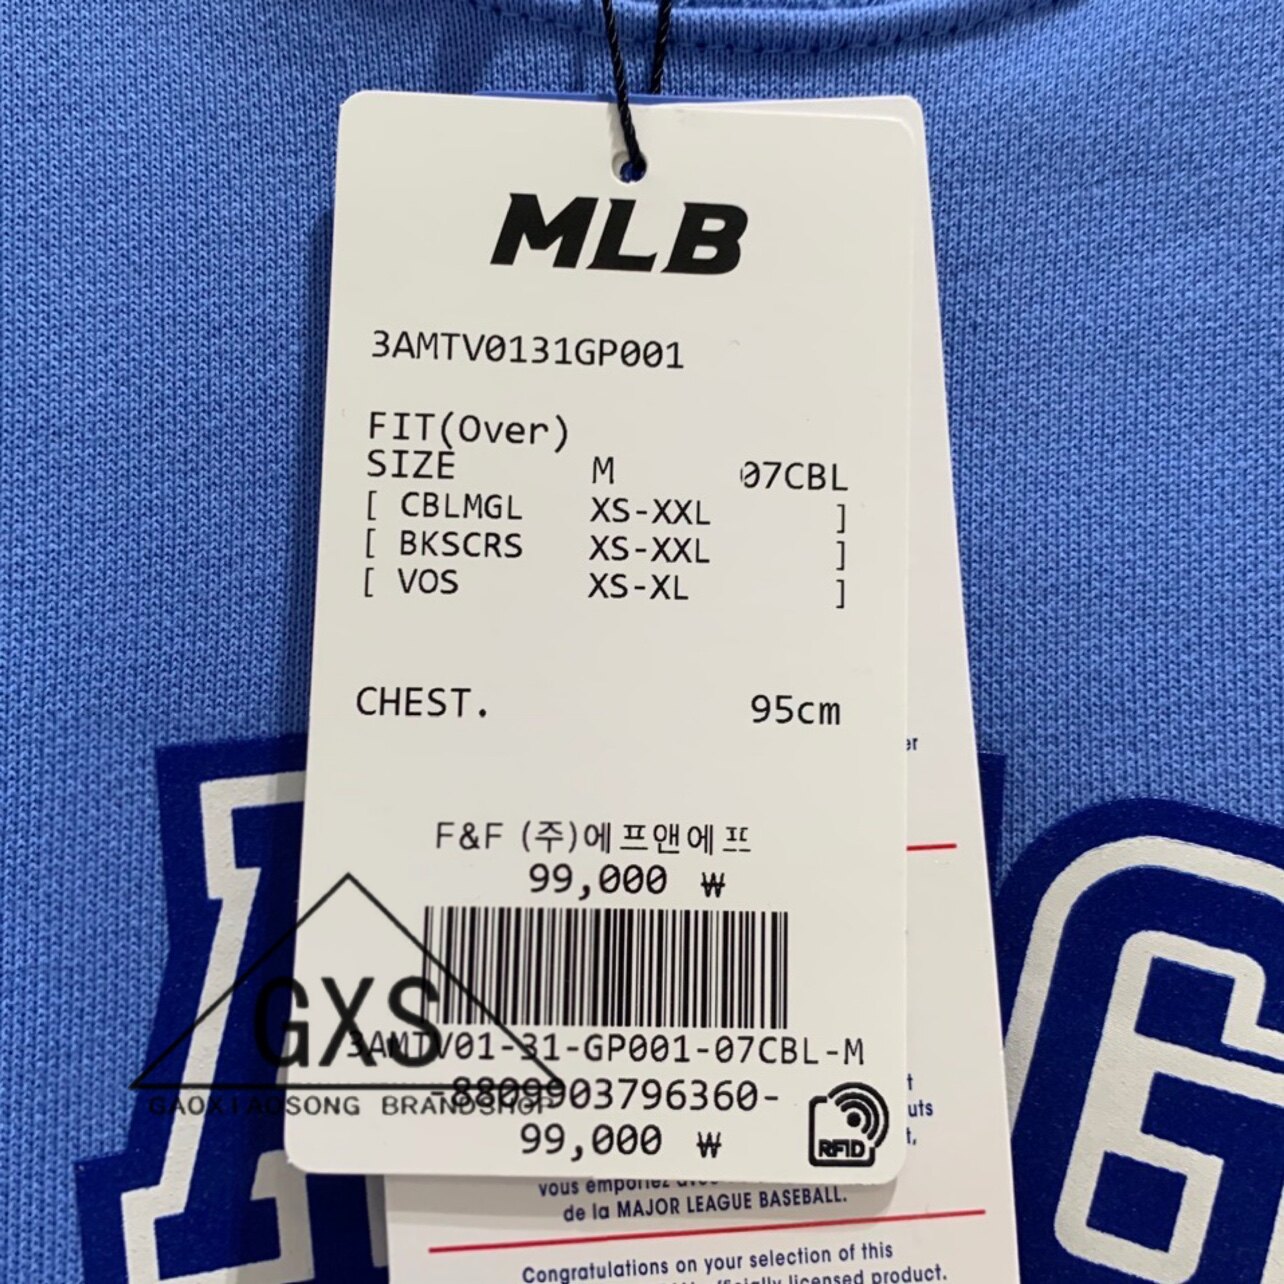 MLB
3AMTV0131GP001
FIT(Over)
SIZE M 07CBL
[ CBLMGL XS-XXL ]
[ BKSCRS XS-XXL ]
[ VOS XS-XL ]
CHEST. 95cm
F&F (주)에프앤에프
99,000 ₩
GXS
3AMTV01-31-GP001-07CBL-M
GAOXIAOSONG BRANDSHOP
-8809903796360-
99,000 ₩
RFID
vous
de la MAJOR LEAGUE BASEBALL.
Congratulations on your selection of this
licensed product.